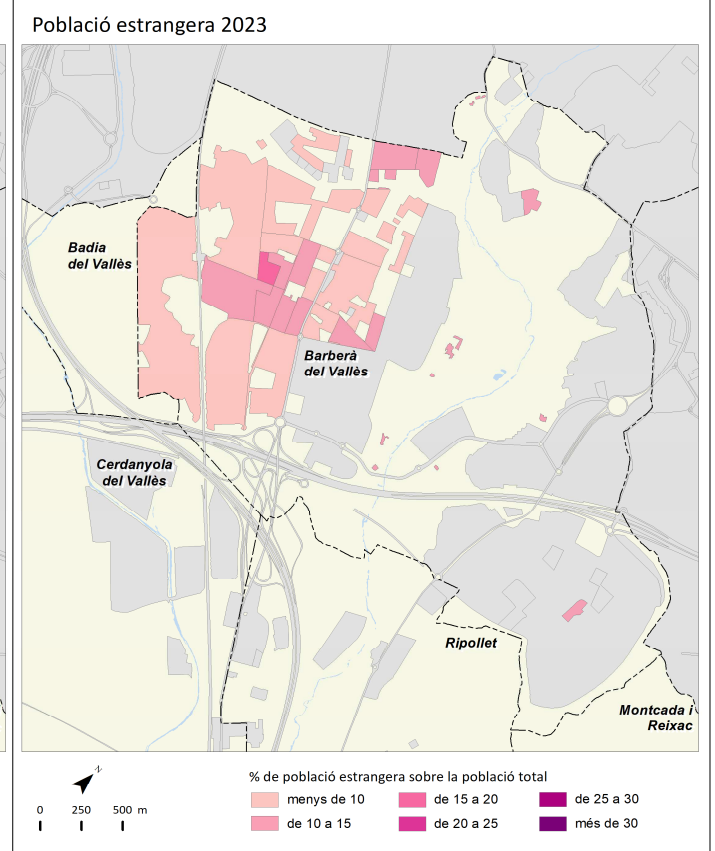 Població estrangera 2023
Badia
del Vallès
Barberà
del Vallès
Cerdanyola
del Vallès
Ripollet
Montcada i
Reixac
N
0 250 500 m
% de població estrangera sobre la població total
menys de 10
de 10 a 15
de 15 a 20
de 20 a 25
de 25 a 30
més de 30